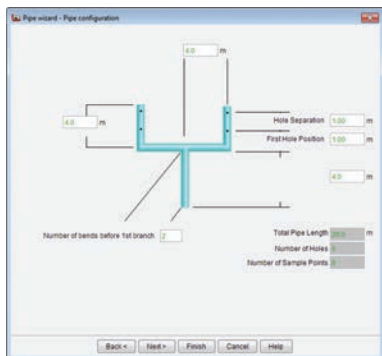 Pipe wizard - Pipe configuration
4.0 m
4.0 m
Hole Separation 1.00 m
First Hole Position 1.00 m
4.0 m
Number of bends before 1st branch 2
Total Pipe Length m
Number of Holes
Number of Sample Points
Back < Next > Finish Cancel Help